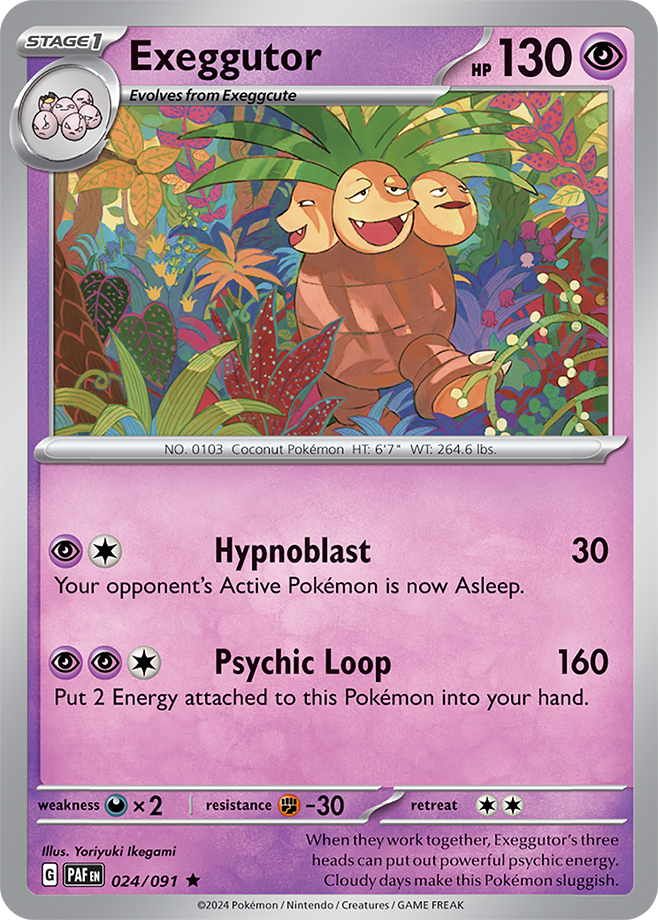 STAGE 1
Exeggutor
HP 130
Evolves from Exeggcute
NO. 0103 Coconut Pokémon HT: 6'7" WT: 264.6 lbs.
Hypnoblast 30
Your opponent's Active Pokémon is now Asleep.
Psychic Loop 160
Put 2 Energy attached to this Pokémon into your hand.
weakness ×2 resistance -30 retreat
Illus. Yoriyuki Ikegami
When they work together, Exeggutor's three
heads can put out powerful psychic energy.
Cloudy days make this Pokémon sluggish.
G PAF EN 024/091 ★
©2024 Pokémon / Nintendo / Creatures / GAME FREAK